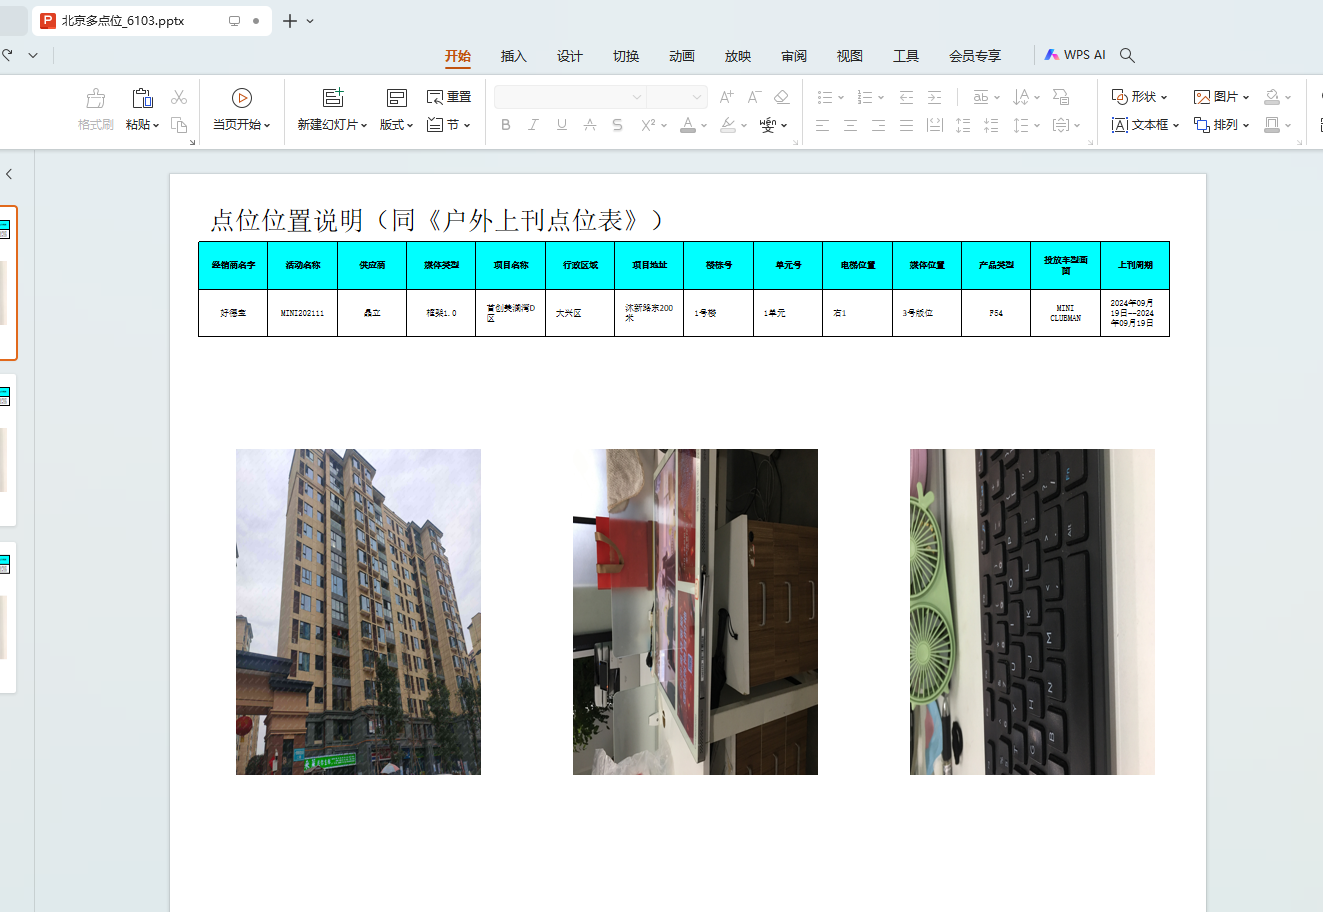 北京多点位_6103.pptx
开始 插入 设计 切换 动画 放映 审阅 视图 工具 会员专享 WPS AI
格式刷 粘贴 当页开始 新建幻灯片 版式 重置 节
B I U A S X² A A 形状 图片 文本框 排列
点位位置说明（同《户外上刊点位表》）
经销商名字 活动名称 供应商 媒体类型 项目名称 行政区域 项目地址 楼栋号 单元号 电梯位置 媒体位置 产品类型 投放车型画面 上刊周期
好德宝 MINI202111 框架1.0 首创美澜湾D区 大兴区 沐新路东200米 1号楼 1单元 右1 3号版位 F54 MINI CLUBMAN 2024年09月19日--2024年09月19日